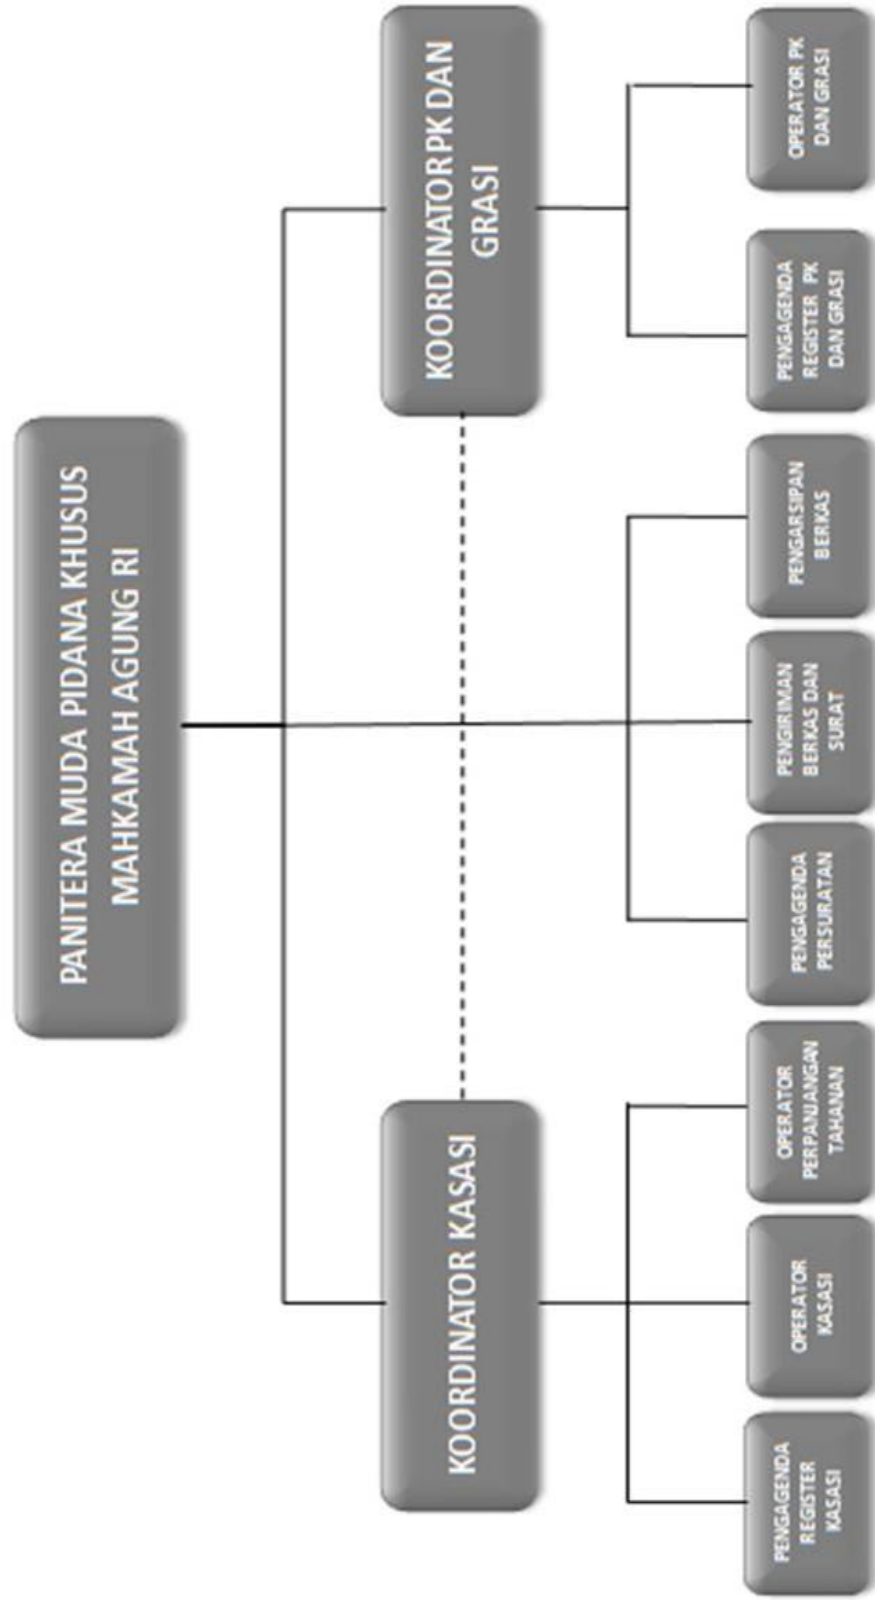 PANITERA MUDA PIDANA KHUSUS
MAHKAMAH AGUNG RI
KOORDINATOR KASASI
KOORDINATOR PK DAN
GRASI
PENGAGENDA
REGISTER
KASASI
OPERATOR
KASASI
OPERATOR
PERPANJANGAN
TAHANAN
PENGAGENDA
PERSURATAN
PENGIRIMAN
BERKAS DAN
SURAT
PENGARSIPAN
BERKAS
PENGAGENDA
REGISTER PK
DAN GRASI
OPERATOR PK
DAN GRASI